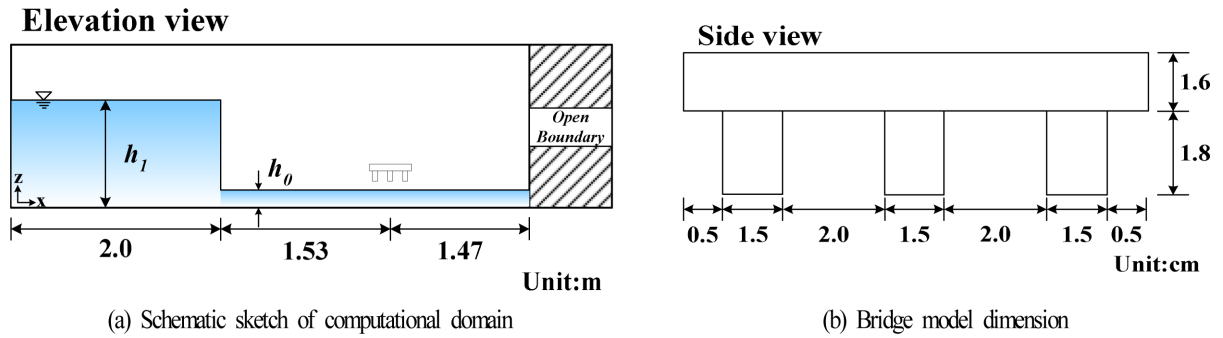 Elevation view
h1
h0
z
x
Open
Boundary
2.0
1.53
1.47
Unit:m
(a) Schematic sketch of computational domain
Side view
1.6
1.8
0.5 1.5 2.0 1.5 2.0 1.5 0.5
Unit:cm
(b) Bridge model dimension